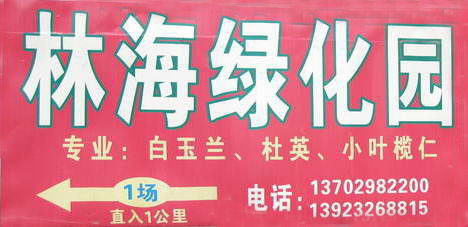 林海绿化园
专业：白玉兰、杜英、小叶榄仁
1场
直入1公里
电话：13702982200
13923268815